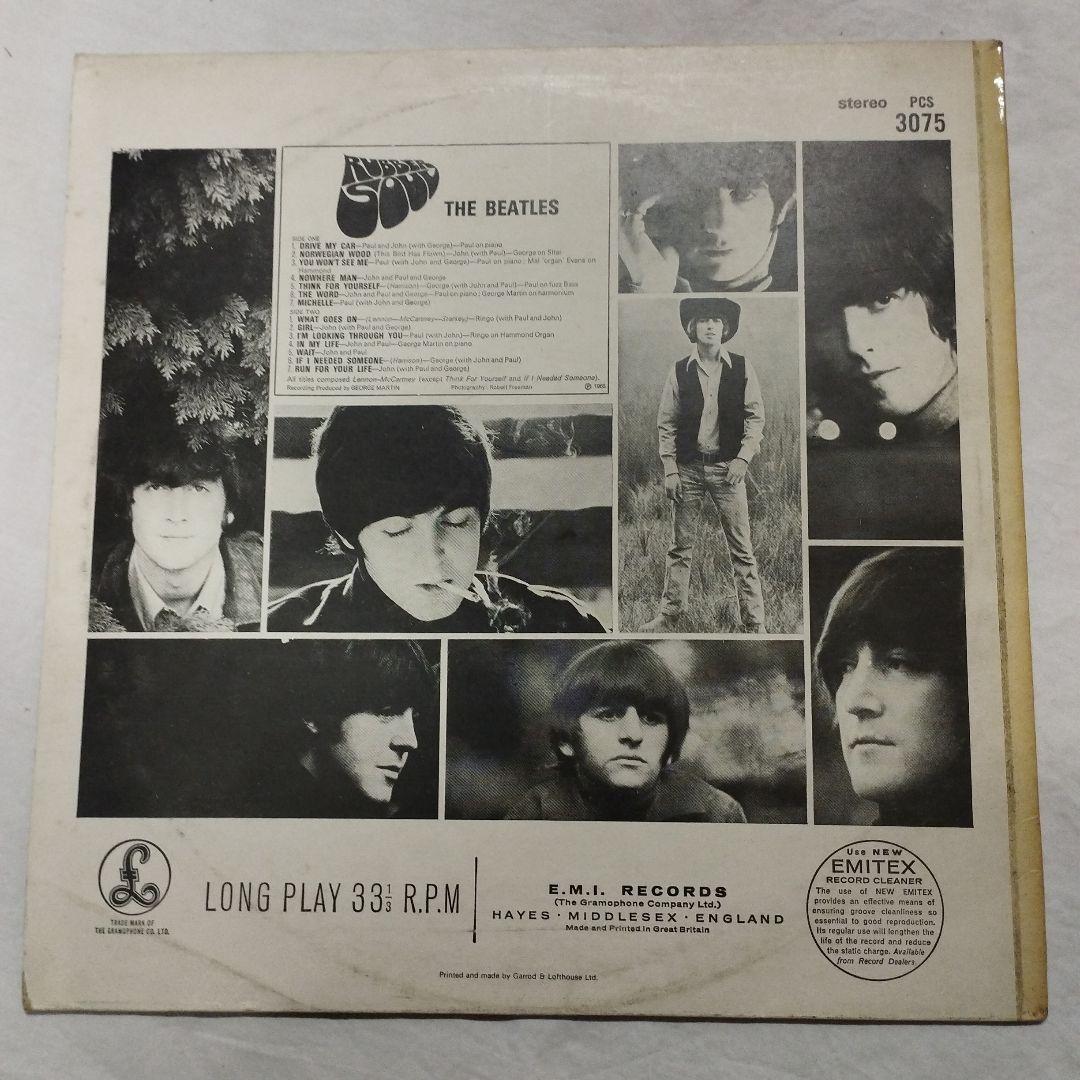 stereo PCS
3075
RUBBER
SOUL
THE BEATLES
SIDE ONE
1. DRIVE MY CAR—Paul and John (with George)—Paul on piano
2. NORWEGIAN WOOD (This Bird Has Flown)—John (with Paul)—George on Sitar
3. YOU WON'T SEE ME—Paul (with John and George)—Paul on piano; Mal 'organ' Evans on
Hammond
4. NOWHERE MAN—John and Paul and George
5. THINK FOR YOURSELF—(Harrison)—George (with John and Paul)—Paul on fuzz Bass
6. THE WORD—John and Paul and George—Paul on piano; George Martin on harmonium
7. MICHELLE—Paul (with John and George)
SIDE TWO
1. WHAT GOES ON—(Lennon—McCartney—Starkey)—Ringo (with Paul and John)
2. GIRL—John (with Paul and George)
3. I'M LOOKING THROUGH YOU—Paul (with John)—Ringo on Hammond Organ
4. IN MY LIFE—John and Paul—George Martin on piano
5. WAIT—John and Paul
6. IF I NEEDED SOMEONE—(Harrison)—George (with John and Paul)
7. RUN FOR YOUR LIFE—John (with Paul and George)
All titles composed Lennon-McCartney (except Think For Yourself and If I Needed Someone).
Recording Produced by GEORGE MARTIN Photography: Robert Freeman ℗ 1965
£
TRADE MARK OF
THE GRAMOPHONE CO. LTD.
LONG PLAY 33⅓ R.P.M
E.M.I. RECORDS
(The Gramophone Company Ltd.)
HAYES · MIDDLESEX · ENGLAND
Made and Printed in Great Britain
Use NEW
EMITEX
RECORD CLEANER
The use of NEW EMITEX
provides an effective means of
ensuring groove cleanliness so
essential to good reproduction.
Its regular use will lengthen the
life of the record and reduce
the static charge. Available
from Record Dealers.
Printed and made by Garrod & Lofthouse Ltd.